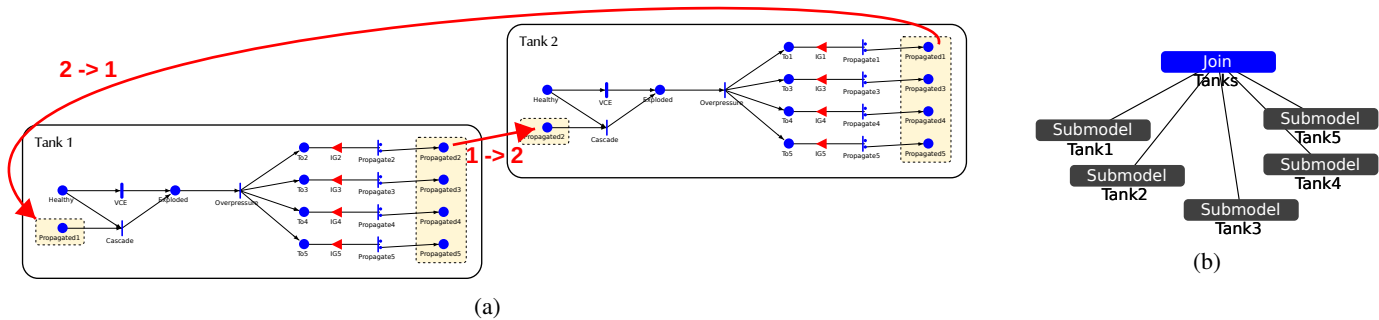 Tank 2
To1
IG1
Propagate1
Propagated1
2 -> 1
To3
IG3
Propagate3
Propagated3
Healthy
VCE
Exploded
Overpressure
To4
IG4
Propagate4
Propagated4
Propagated2
Cascade
To5
IG5
Propagate5
Propagated5
1 -> 2
Tank 1
To2
IG2
Propagate2
Propagated2
To3
IG3
Propagate3
Propagated3
Healthy
VCE
Exploded
Overpressure
To4
IG4
Propagate4
Propagated4
Propagated1
Cascade
To5
IG5
Propagate5
Propagated5
(a)
Join
Tanks
Submodel
Tank1
Submodel
Tank2
Submodel
Tank3
Submodel
Tank4
Submodel
Tank5
(b)